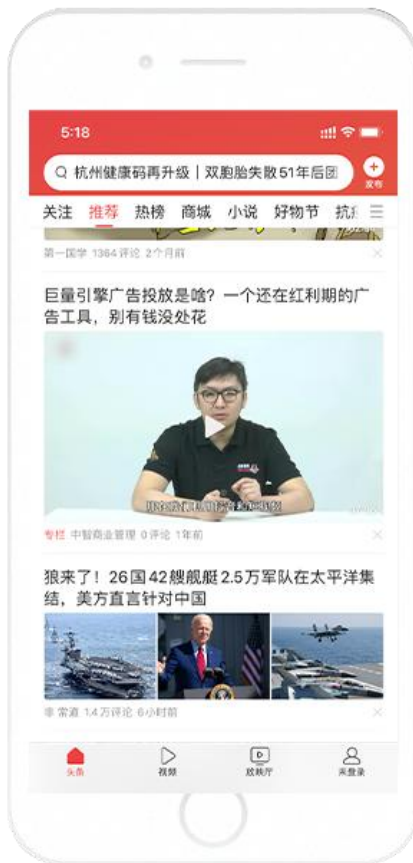 5:18
杭州健康码再升级 | 双胞胎失散51年后团
发布
关注 推荐 热榜 商城 小说 好物节 抗
第一国学 1364评论 2个月前
巨量引擎广告投放是啥？一个还在红利期的广
告工具，别有钱没处花
专栏 中智商业管理 0评论 1年前
狼来了！26国42艘舰艇2.5万军队在太平洋集
结，美方直言针对中国
非常道 1.4万评论 6小时前
头条 视频 放映厅 未登录